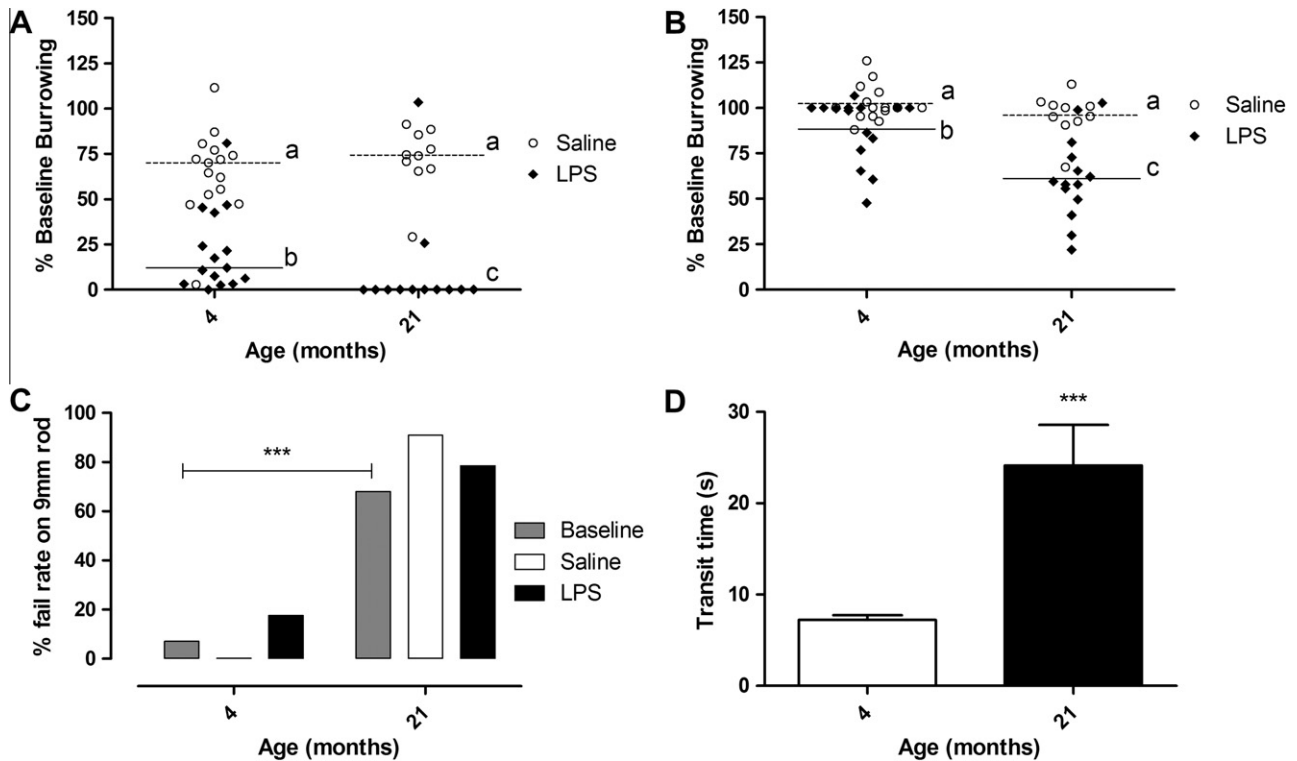 A
% Baseline Burrowing
150
125
100
75
50
25
0
a
b
a
c
4
21
Age (months)
Saline
LPS
B
% Baseline Burrowing
150
125
100
75
50
25
0
a
b
a
c
4
21
Age (months)
Saline
LPS
C
% fail rate on 9mm rod
100
80
60
40
20
0
***
4
21
Age (months)
Baseline
Saline
LPS
D
Transit time (s)
30
20
10
0
***
4
21
Age (months)